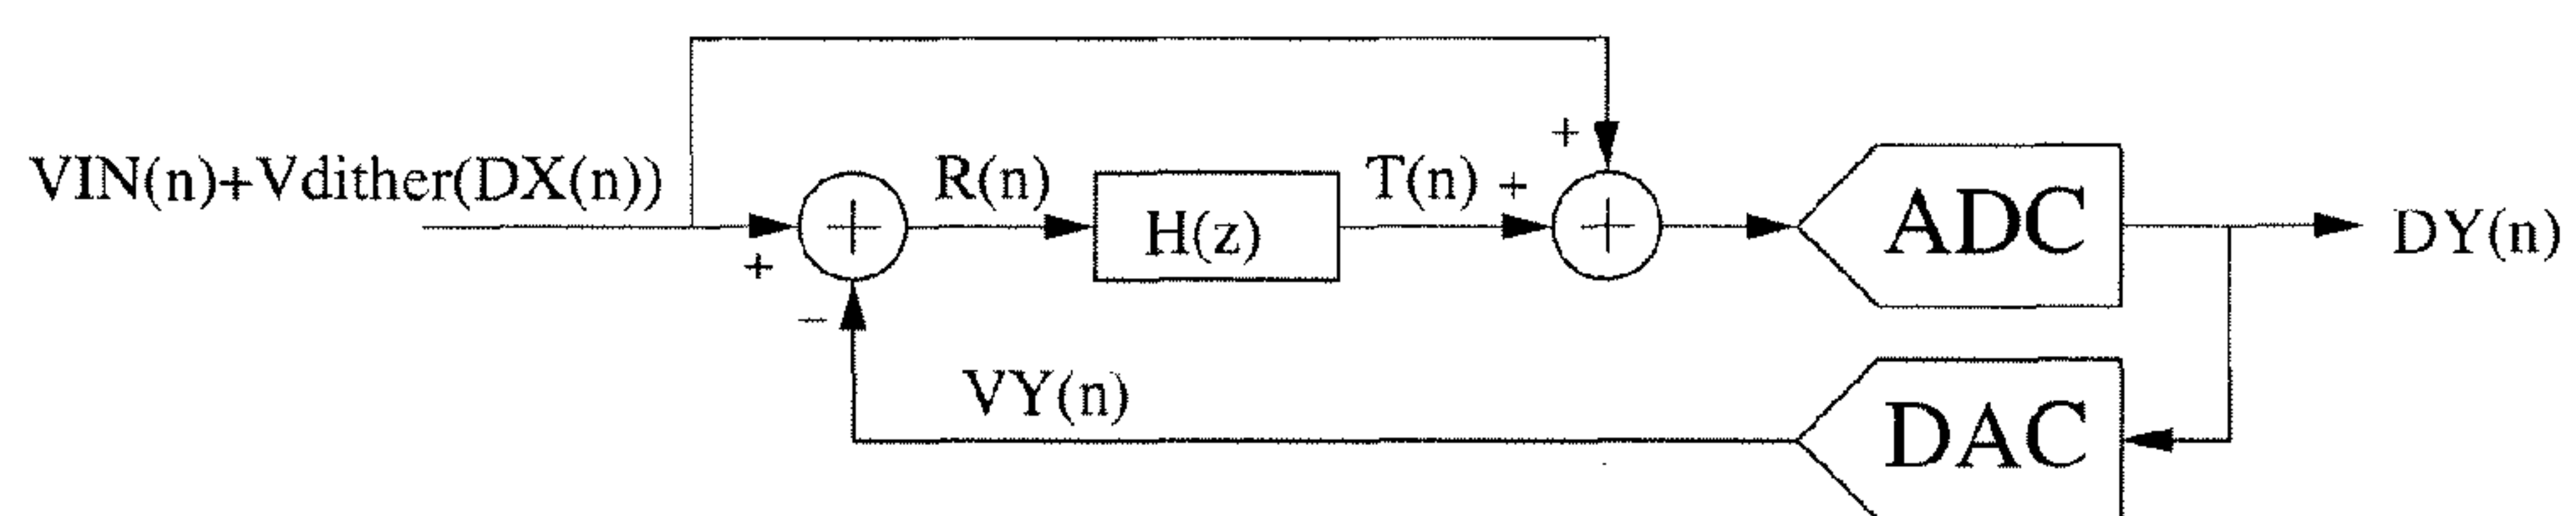 VIN(n)+Vdither(DX(n))
+
−
R(n)
H(z)
T(n)
+
+
ADC
DY(n)
VY(n)
DAC